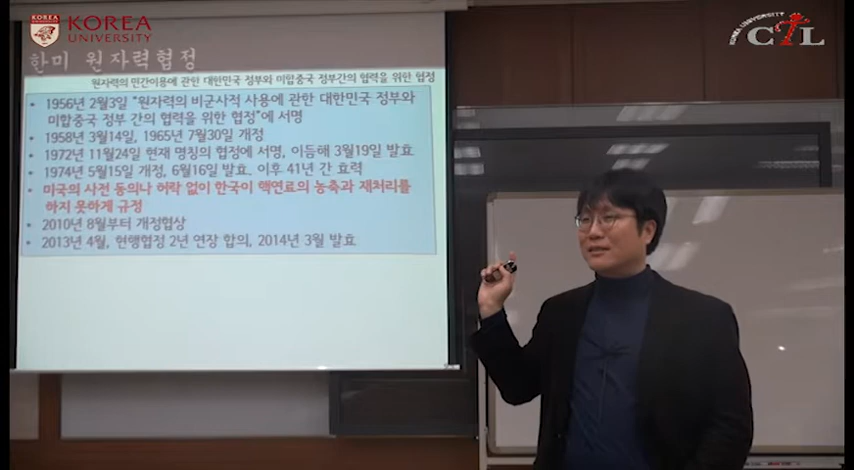 KOREA
UNIVERSITY
KOREA UNIVERSITY
CTL
한미 원자력협정
원자력의 민간이용에 관한 대한민국 정부와 미합중국 정부간의 협력을 위한 협정
• 1956년 2월3일 "원자력의 비군사적 사용에 관한 대한민국 정부와
미합중국 정부 간의 협력을 위한 협정"에 서명
• 1958년 3월14일, 1965년 7월30일 개정
• 1972년 11월24일 현재 명칭의 협정에 서명, 이듬해 3월19일 발효
• 1974년 5월15일 개정, 6월16일 발효. 이후 41년 간 효력
• 미국의 사전 동의나 허락 없이 한국이 핵연료의 농축과 재처리를
하지 못하게 규정
• 2010년 8월부터 개정협상
• 2013년 4월, 현행협정 2년 연장 합의, 2014년 3월 발효